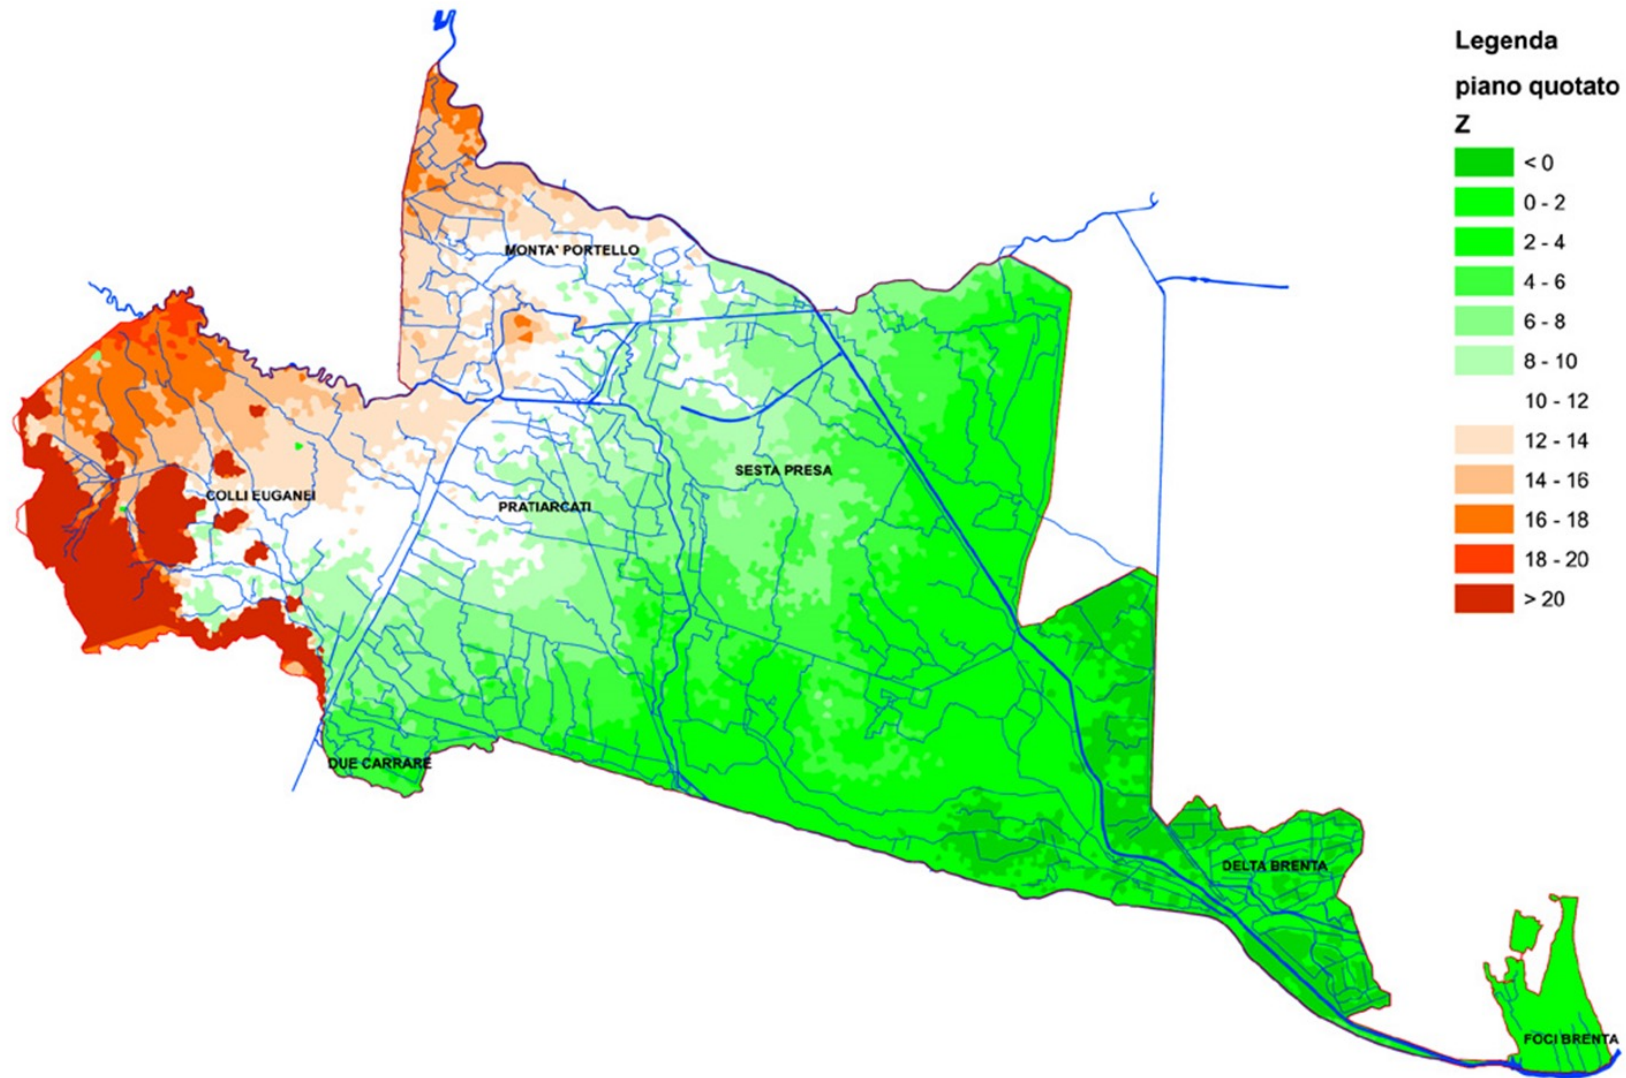 Legenda
piano quotato
Z
< 0
0 - 2
2 - 4
4 - 6
6 - 8
8 - 10
10 - 12
12 - 14
14 - 16
16 - 18
18 - 20
> 20
MONTA' PORTELLO
SESTA PRESA
COLLI EUGANEI
PRATIARCATI
DUE CARRARE
DELTA BRENTA
FOCI BRENTA